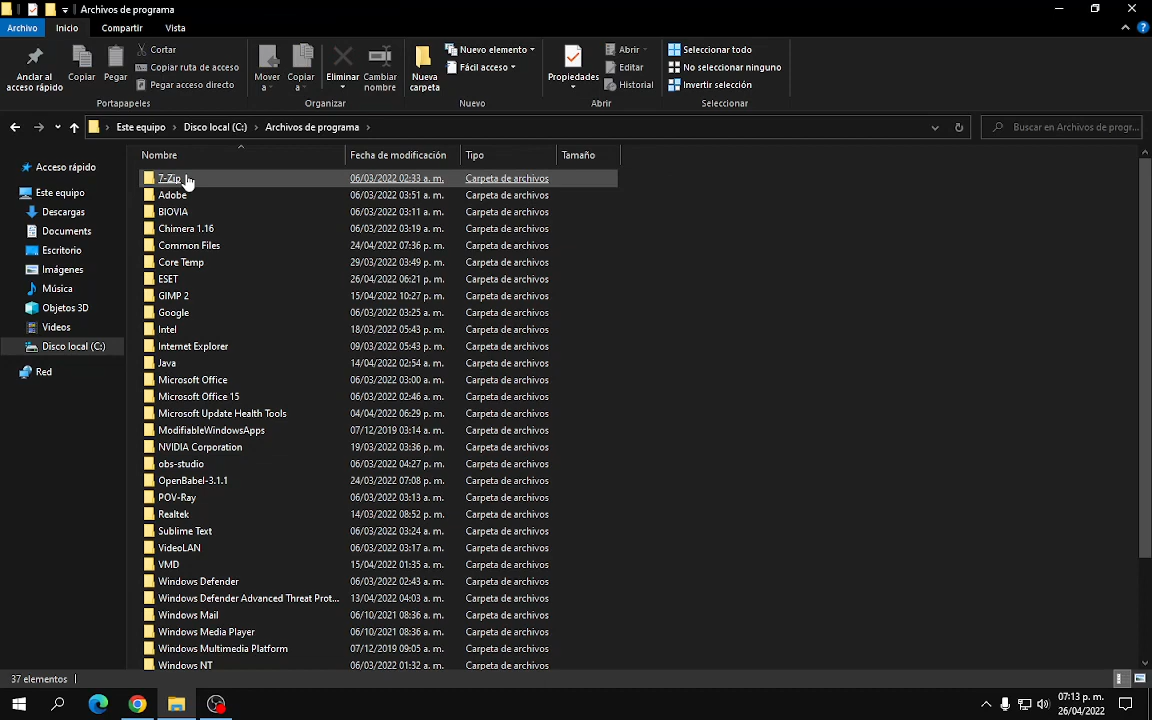 Archivos de programa
Archivo Inicio Compartir Vista
Anclar al acceso rápido
Copiar
Pegar
Cortar
Copiar ruta de acceso
Pegar acceso directo
Portapapeles
Mover a
Copiar a
Eliminar
Cambiar nombre
Organizar
Nueva carpeta
Nuevo elemento
Fácil acceso
Nuevo
Propiedades
Abrir
Editar
Historial
Abrir
Seleccionar todo
No seleccionar ninguno
Invertir selección
Seleccionar
Este equipo > Disco local (C:) > Archivos de programa >
Buscar en Archivos de progr...
Acceso rápido
Este equipo
Descargas
Documents
Escritorio
Imágenes
Música
Objetos 3D
Videos
Disco local (C:)
Red
Nombre Fecha de modificación Tipo Tamaño
7-Zip 06/03/2022 02:33 a. m. Carpeta de archivos
Adobe 06/03/2022 03:51 a. m. Carpeta de archivos
BIOVIA 06/03/2022 03:11 a. m. Carpeta de archivos
Chimera 1.16 06/03/2022 03:19 a. m. Carpeta de archivos
Common Files 24/04/2022 07:36 p. m. Carpeta de archivos
Core Temp 29/03/2022 03:49 p. m. Carpeta de archivos
ESET 26/04/2022 06:21 p. m. Carpeta de archivos
GIMP 2 15/04/2022 10:27 p. m. Carpeta de archivos
Google 06/03/2022 03:25 a. m. Carpeta de archivos
Intel 18/03/2022 05:43 p. m. Carpeta de archivos
Internet Explorer 09/03/2022 05:43 p. m. Carpeta de archivos
Java 14/04/2022 02:54 a. m. Carpeta de archivos
Microsoft Office 06/03/2022 03:00 a. m. Carpeta de archivos
Microsoft Office 15 06/03/2022 02:46 a. m. Carpeta de archivos
Microsoft Update Health Tools 04/04/2022 06:29 p. m. Carpeta de archivos
ModifiableWindowsApps 07/12/2019 03:14 a. m. Carpeta de archivos
NVIDIA Corporation 19/03/2022 03:36 p. m. Carpeta de archivos
obs-studio 06/03/2022 04:27 p. m. Carpeta de archivos
OpenBabel-3.1.1 24/03/2022 07:08 p. m. Carpeta de archivos
POV-Ray 06/03/2022 03:13 a. m. Carpeta de archivos
Realtek 14/03/2022 08:52 p. m. Carpeta de archivos
Sublime Text 06/03/2022 03:24 a. m. Carpeta de archivos
VideoLAN 06/03/2022 03:17 a. m. Carpeta de archivos
VMD 15/04/2022 01:35 a. m. Carpeta de archivos
Windows Defender 06/03/2022 02:43 a. m. Carpeta de archivos
Windows Defender Advanced Threat Prot... 13/04/2022 04:03 a. m. Carpeta de archivos
Windows Mail 06/10/2021 08:36 a. m. Carpeta de archivos
Windows Media Player 06/10/2021 08:36 a. m. Carpeta de archivos
Windows Multimedia Platform 07/12/2019 09:05 a. m. Carpeta de archivos
Windows NT 06/03/2022 01:32 a. m. Carpeta de archivos
37 elementos
07:13 p. m.
26/04/2022